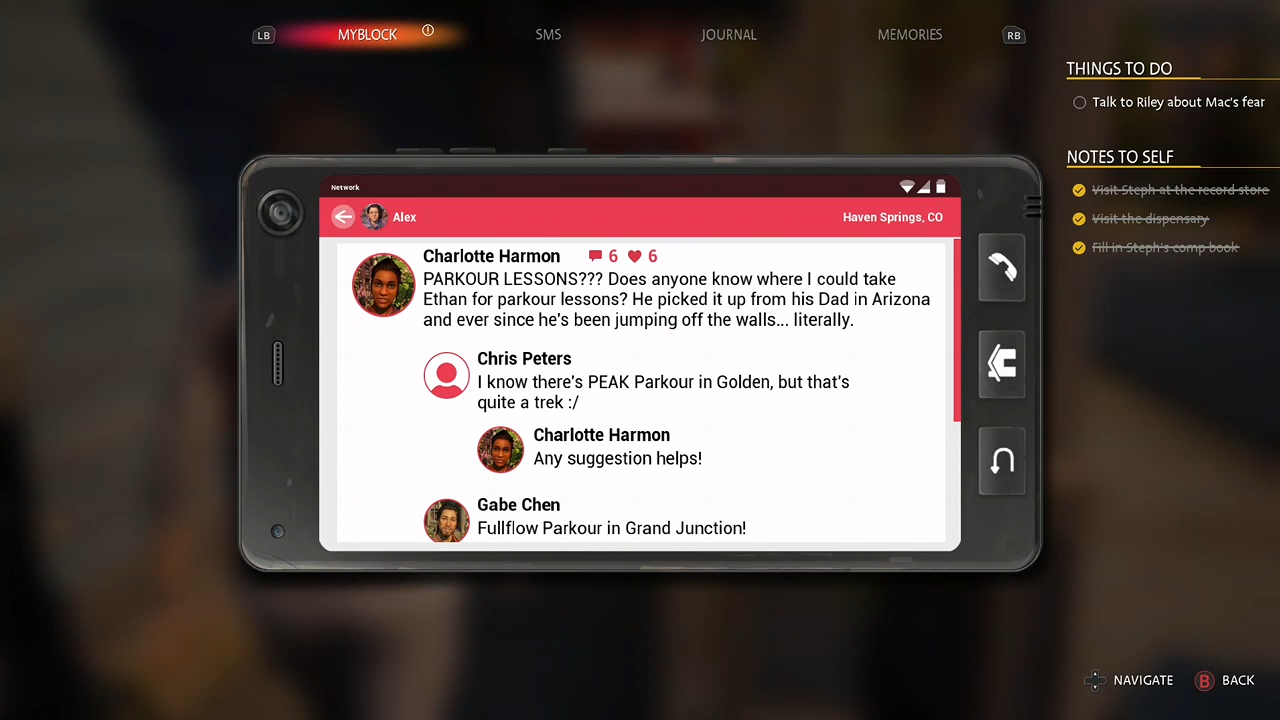 LB
MYBLOCK
SMS
JOURNAL
MEMORIES
RB
THINGS TO DO
Talk to Riley about Mac's fear
NOTES TO SELF
Visit Steph at the record store
Visit the dispensary
Fill in Steph's comp book
Network
Alex
Haven Springs, CO
Charlotte Harmon 6 6
PARKOUR LESSONS??? Does anyone know where I could take
Ethan for parkour lessons? He picked it up from his Dad in Arizona
and ever since he's been jumping off the walls... literally.
Chris Peters
I know there's PEAK Parkour in Golden, but that's
quite a trek :/
Charlotte Harmon
Any suggestion helps!
Gabe Chen
Fullflow Parkour in Grand Junction!
NAVIGATE
B BACK